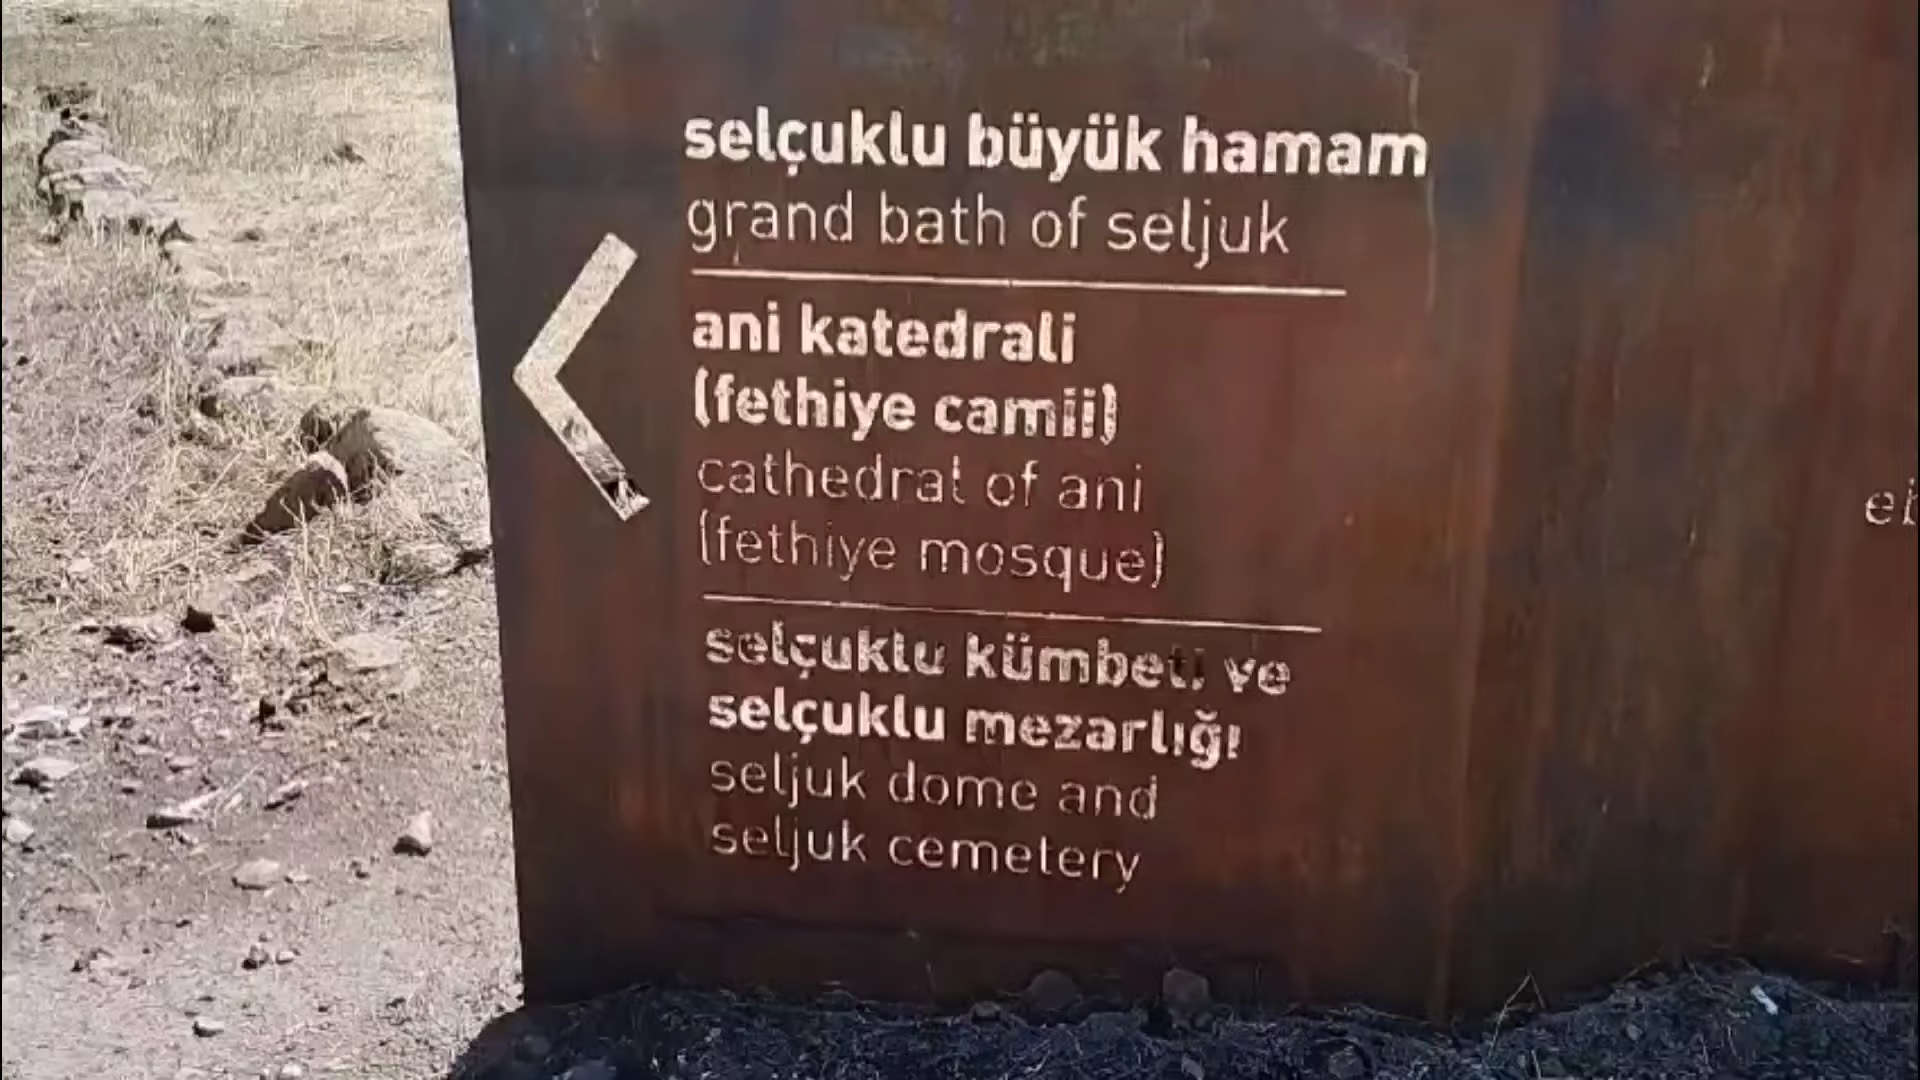 selçuklu büyük hamam
grand bath of seljuk
ani katedrali
(fethiye camii)
cathedral of ani
(fethiye mosque)
selçuklu kümbeti ve
selçuklu mezarlığı
seljuk dome and
seljuk cemetery